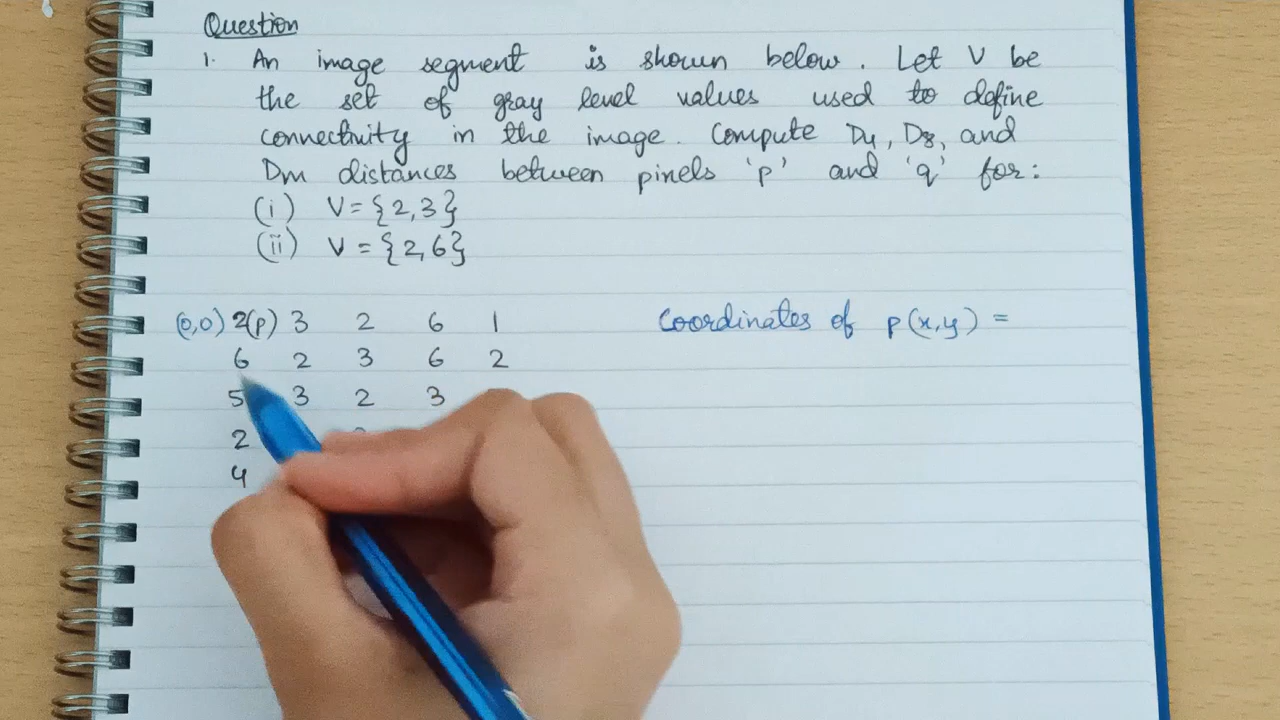 Question
1. An image segment is shown below. Let V be
the set of gray level values used to define
connectivity in the image. Compute D4, D8, and
Dm distances between pixels 'p' and 'q' for:
(i) V = {2,3}
(ii) V = {2,6}
(0,0) 2(p) 3 2 6 1 Coordinates of p(x,y) =
6 2 3 6 2
5 3 2 3
2
4